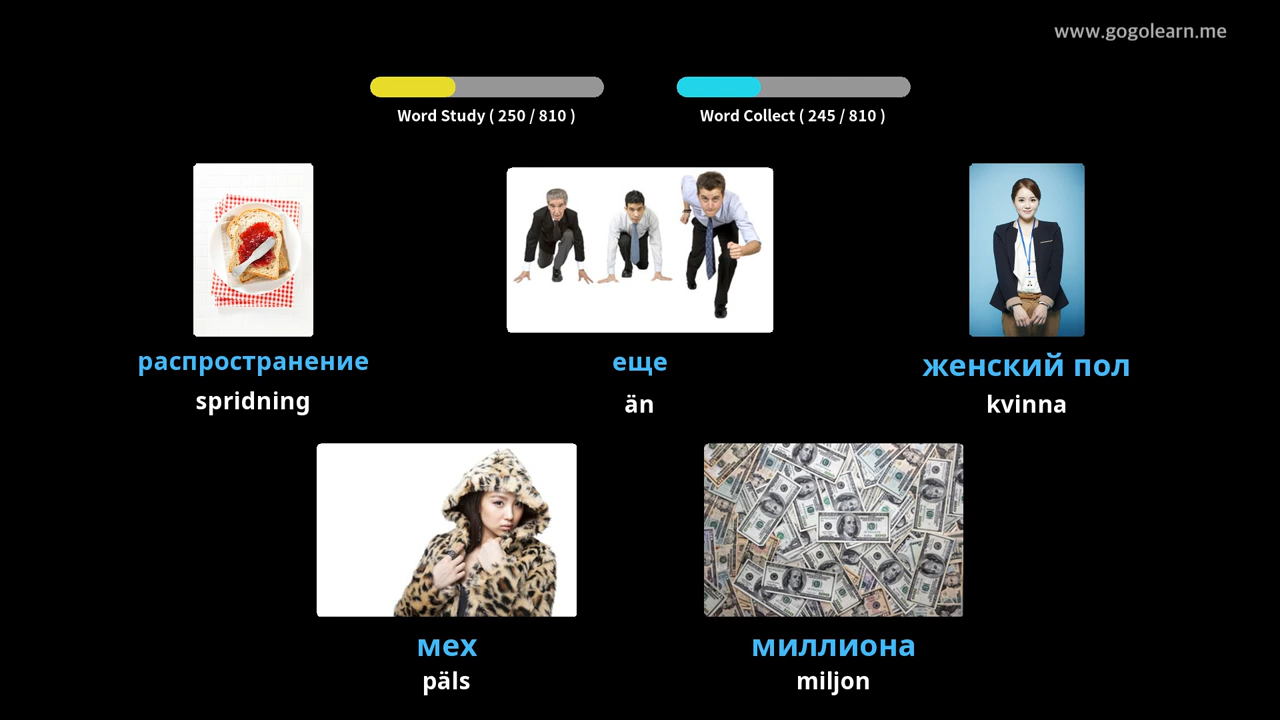 www.gogolearn.me
Word Study ( 250 / 810 )
Word Collect ( 245 / 810 )
распространение
spridning
еще
än
женский пол
kvinna
мех
päls
миллиона
miljon